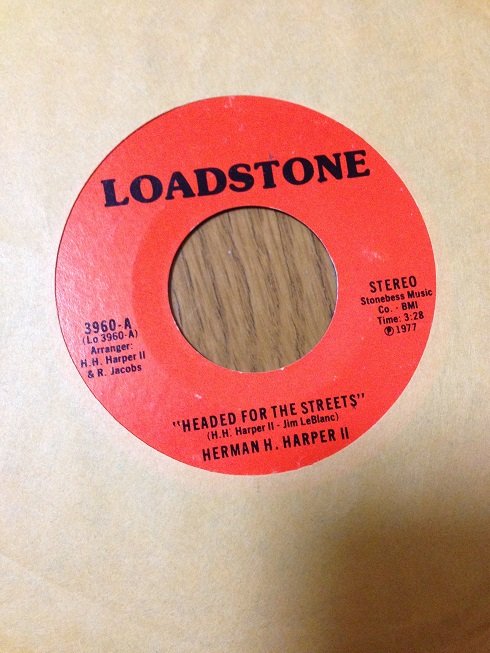 LOADSTONE
3960-A
(Lo 3960-A)
Arranger:
H.H. Harper II
& R. Jacobs
STEREO
Stonebess Music
Co. - BMI
Time: 3:28
℗ 1977
"HEADED FOR THE STREETS"
(H.H. Harper II - Jim LeBlanc)
HERMAN H. HARPER II